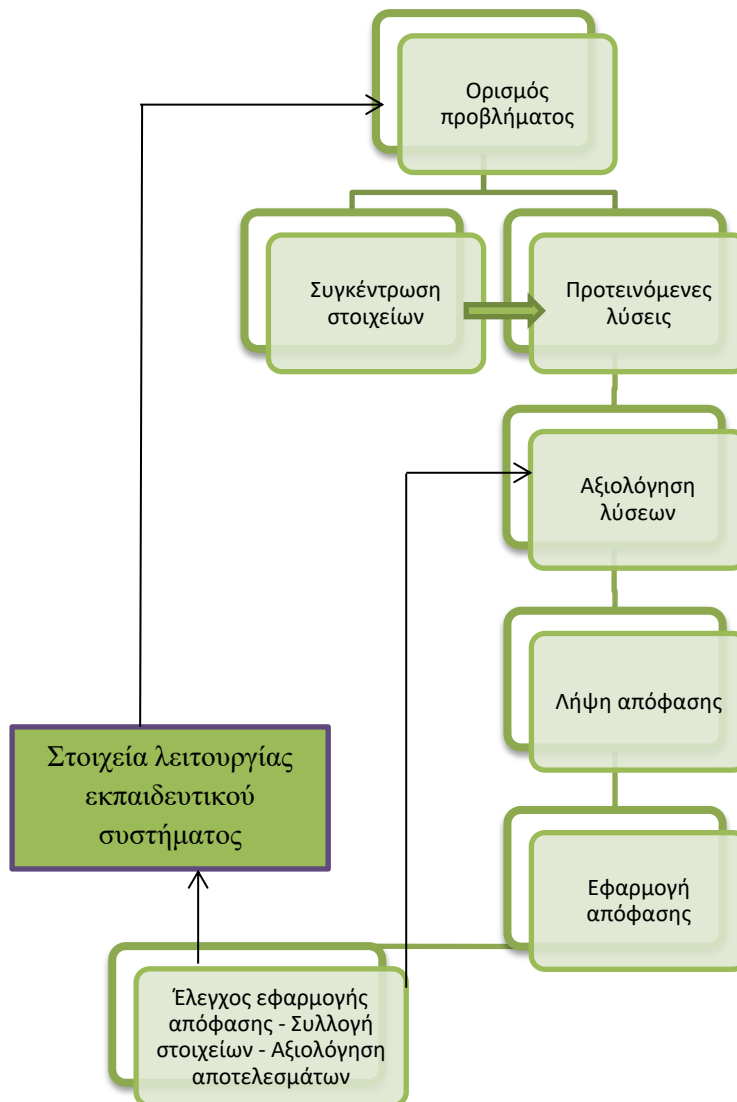 Ορισμός
προβλήματος
Συγκέντρωση
στοιχείων
Προτεινόμενες
λύσεις
Αξιολόγηση
λύσεων
Λήψη απόφασης
Στοιχεία λειτουργίας
εκπαιδευτικού
συστήματος
Εφαρμογή
απόφασης
Έλεγχος εφαρμογής
απόφασης - Συλλογή
στοιχείων - Αξιολόγηση
αποτελεσμάτων